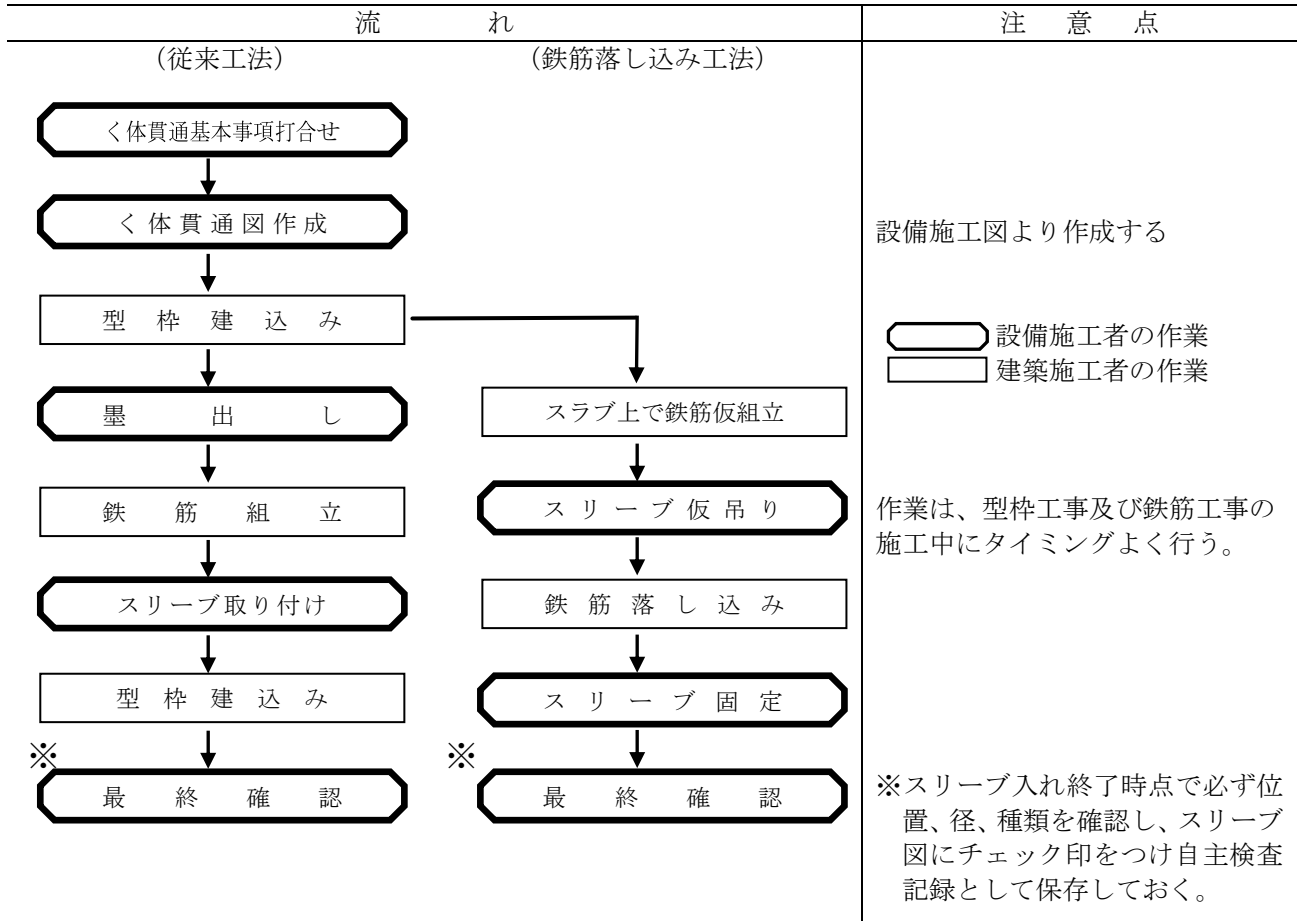 流れ
注意点
（従来工法）
（鉄筋落し込み工法）
く体貫通基本事項打合せ
く体貫通図作成
設備施工図より作成する
型枠建込み
設備施工者の作業
建築施工者の作業
墨出し
スラブ上で鉄筋仮組立
鉄筋組立
スリーブ仮吊り
作業は、型枠工事及び鉄筋工事の
施工中にタイミングよく行う。
スリーブ取り付け
鉄筋落し込み
型枠建込み
スリーブ固定
※
※
最終確認
最終確認
※スリーブ入れ終了時点で必ず位
置、径、種類を確認し、スリーブ
図にチェック印をつけ自主検査
記録として保存しておく。